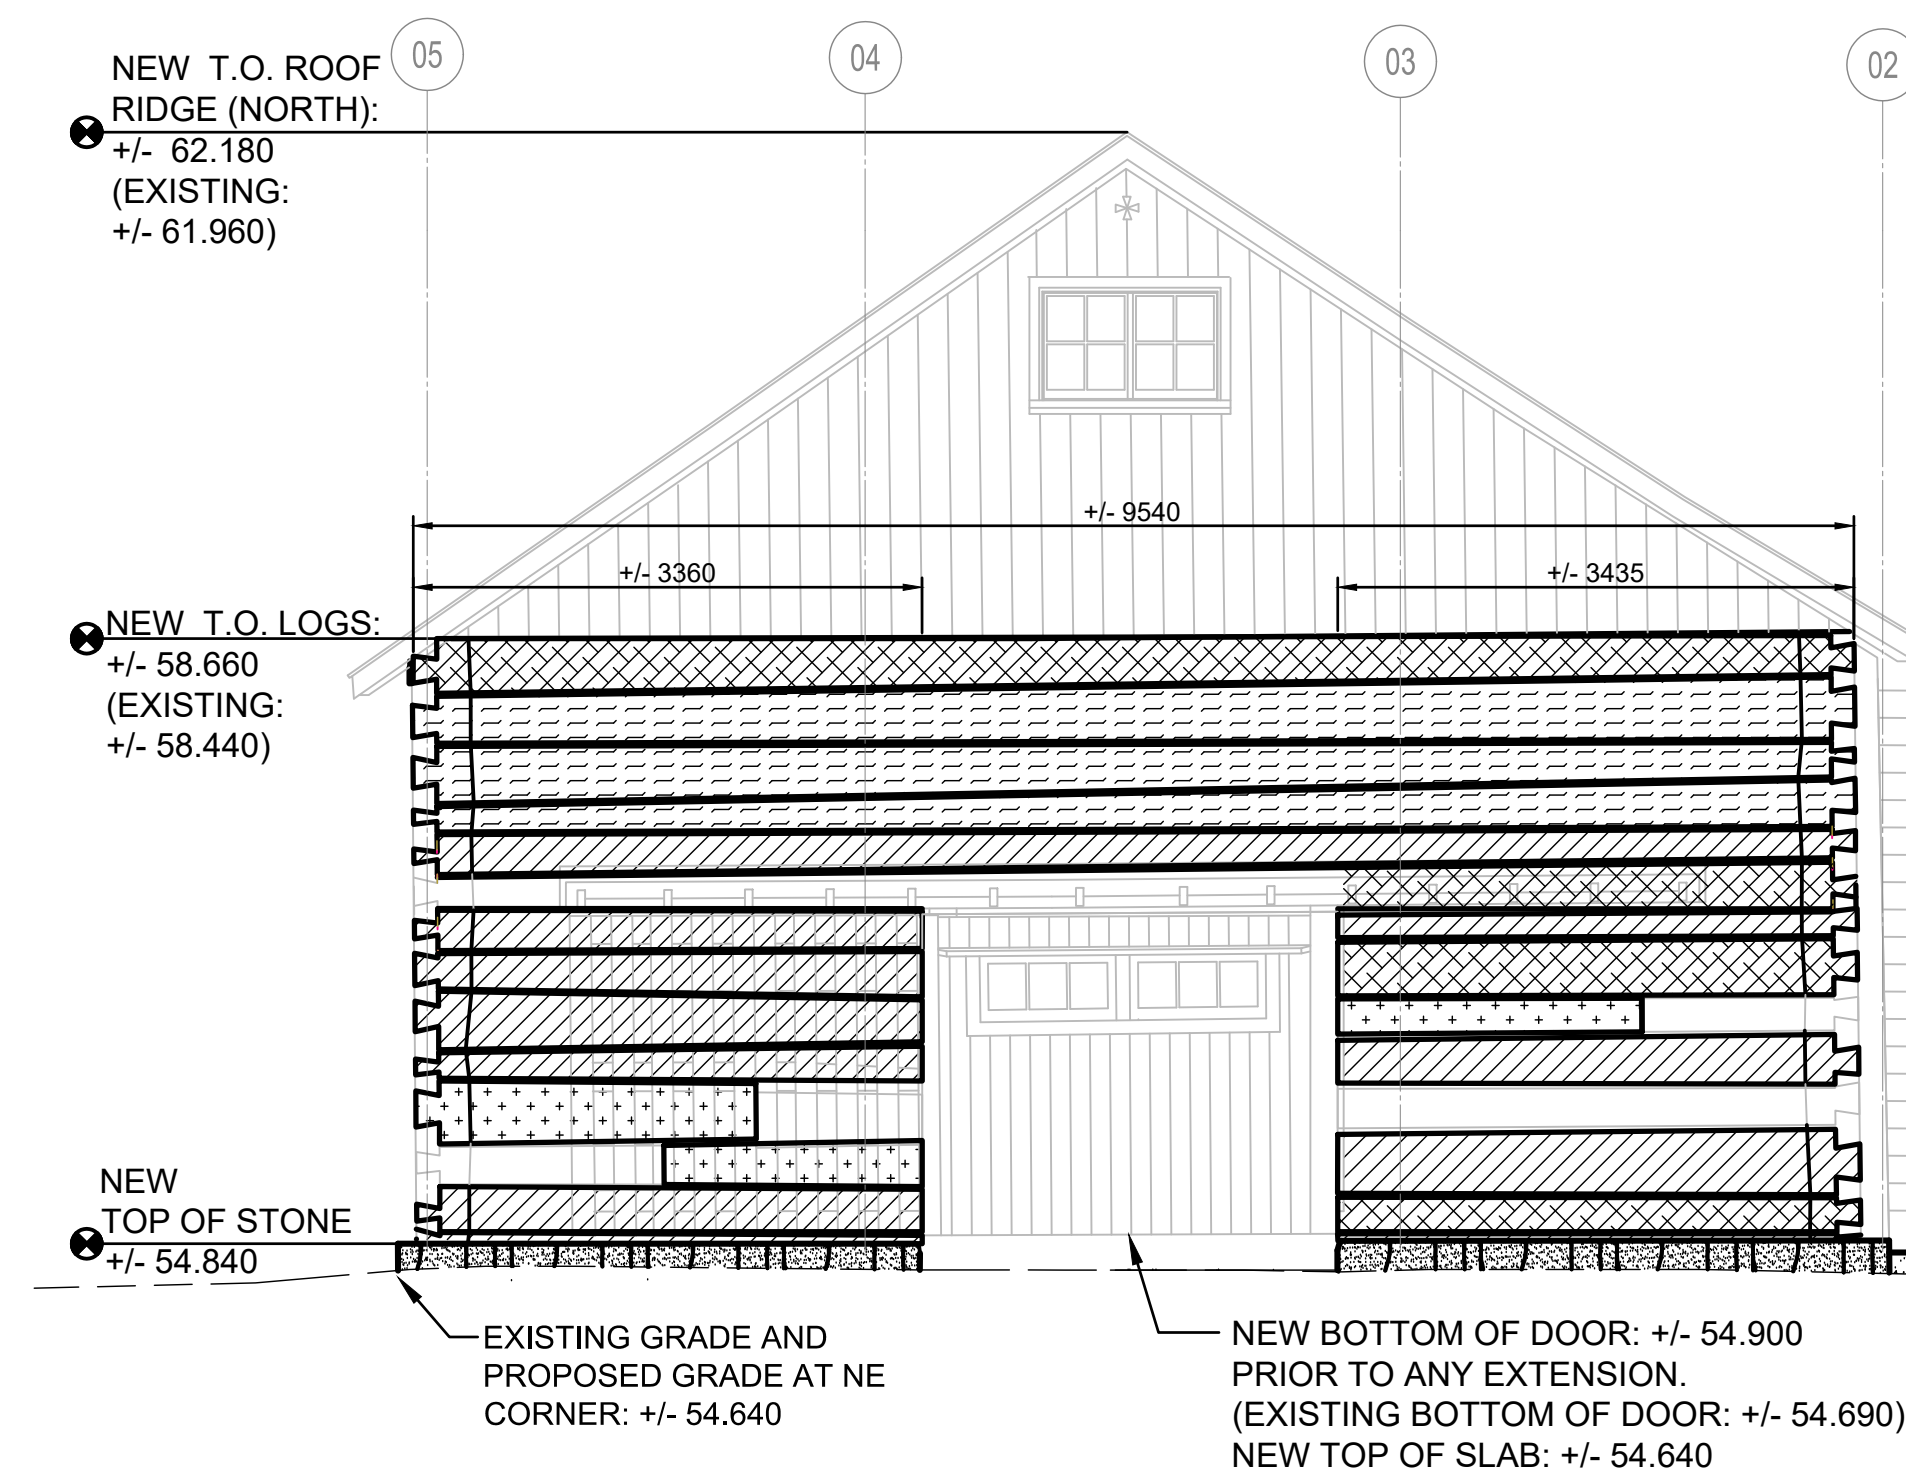 05
04
03
02
NEW T.O. ROOF
RIDGE (NORTH):
+/- 62.180
(EXISTING:
+/- 61.960)
+/- 9540
+/- 3360
+/- 3435
NEW T.O. LOGS:
+/- 58.660
(EXISTING:
+/- 58.440)
NEW
TOP OF STONE
+/- 54.840
EXISTING GRADE AND
PROPOSED GRADE AT NE
CORNER: +/- 54.640
NEW BOTTOM OF DOOR: +/- 54.900
PRIOR TO ANY EXTENSION.
(EXISTING BOTTOM OF DOOR: +/- 54.690)
NEW TOP OF SLAB: +/- 54.640